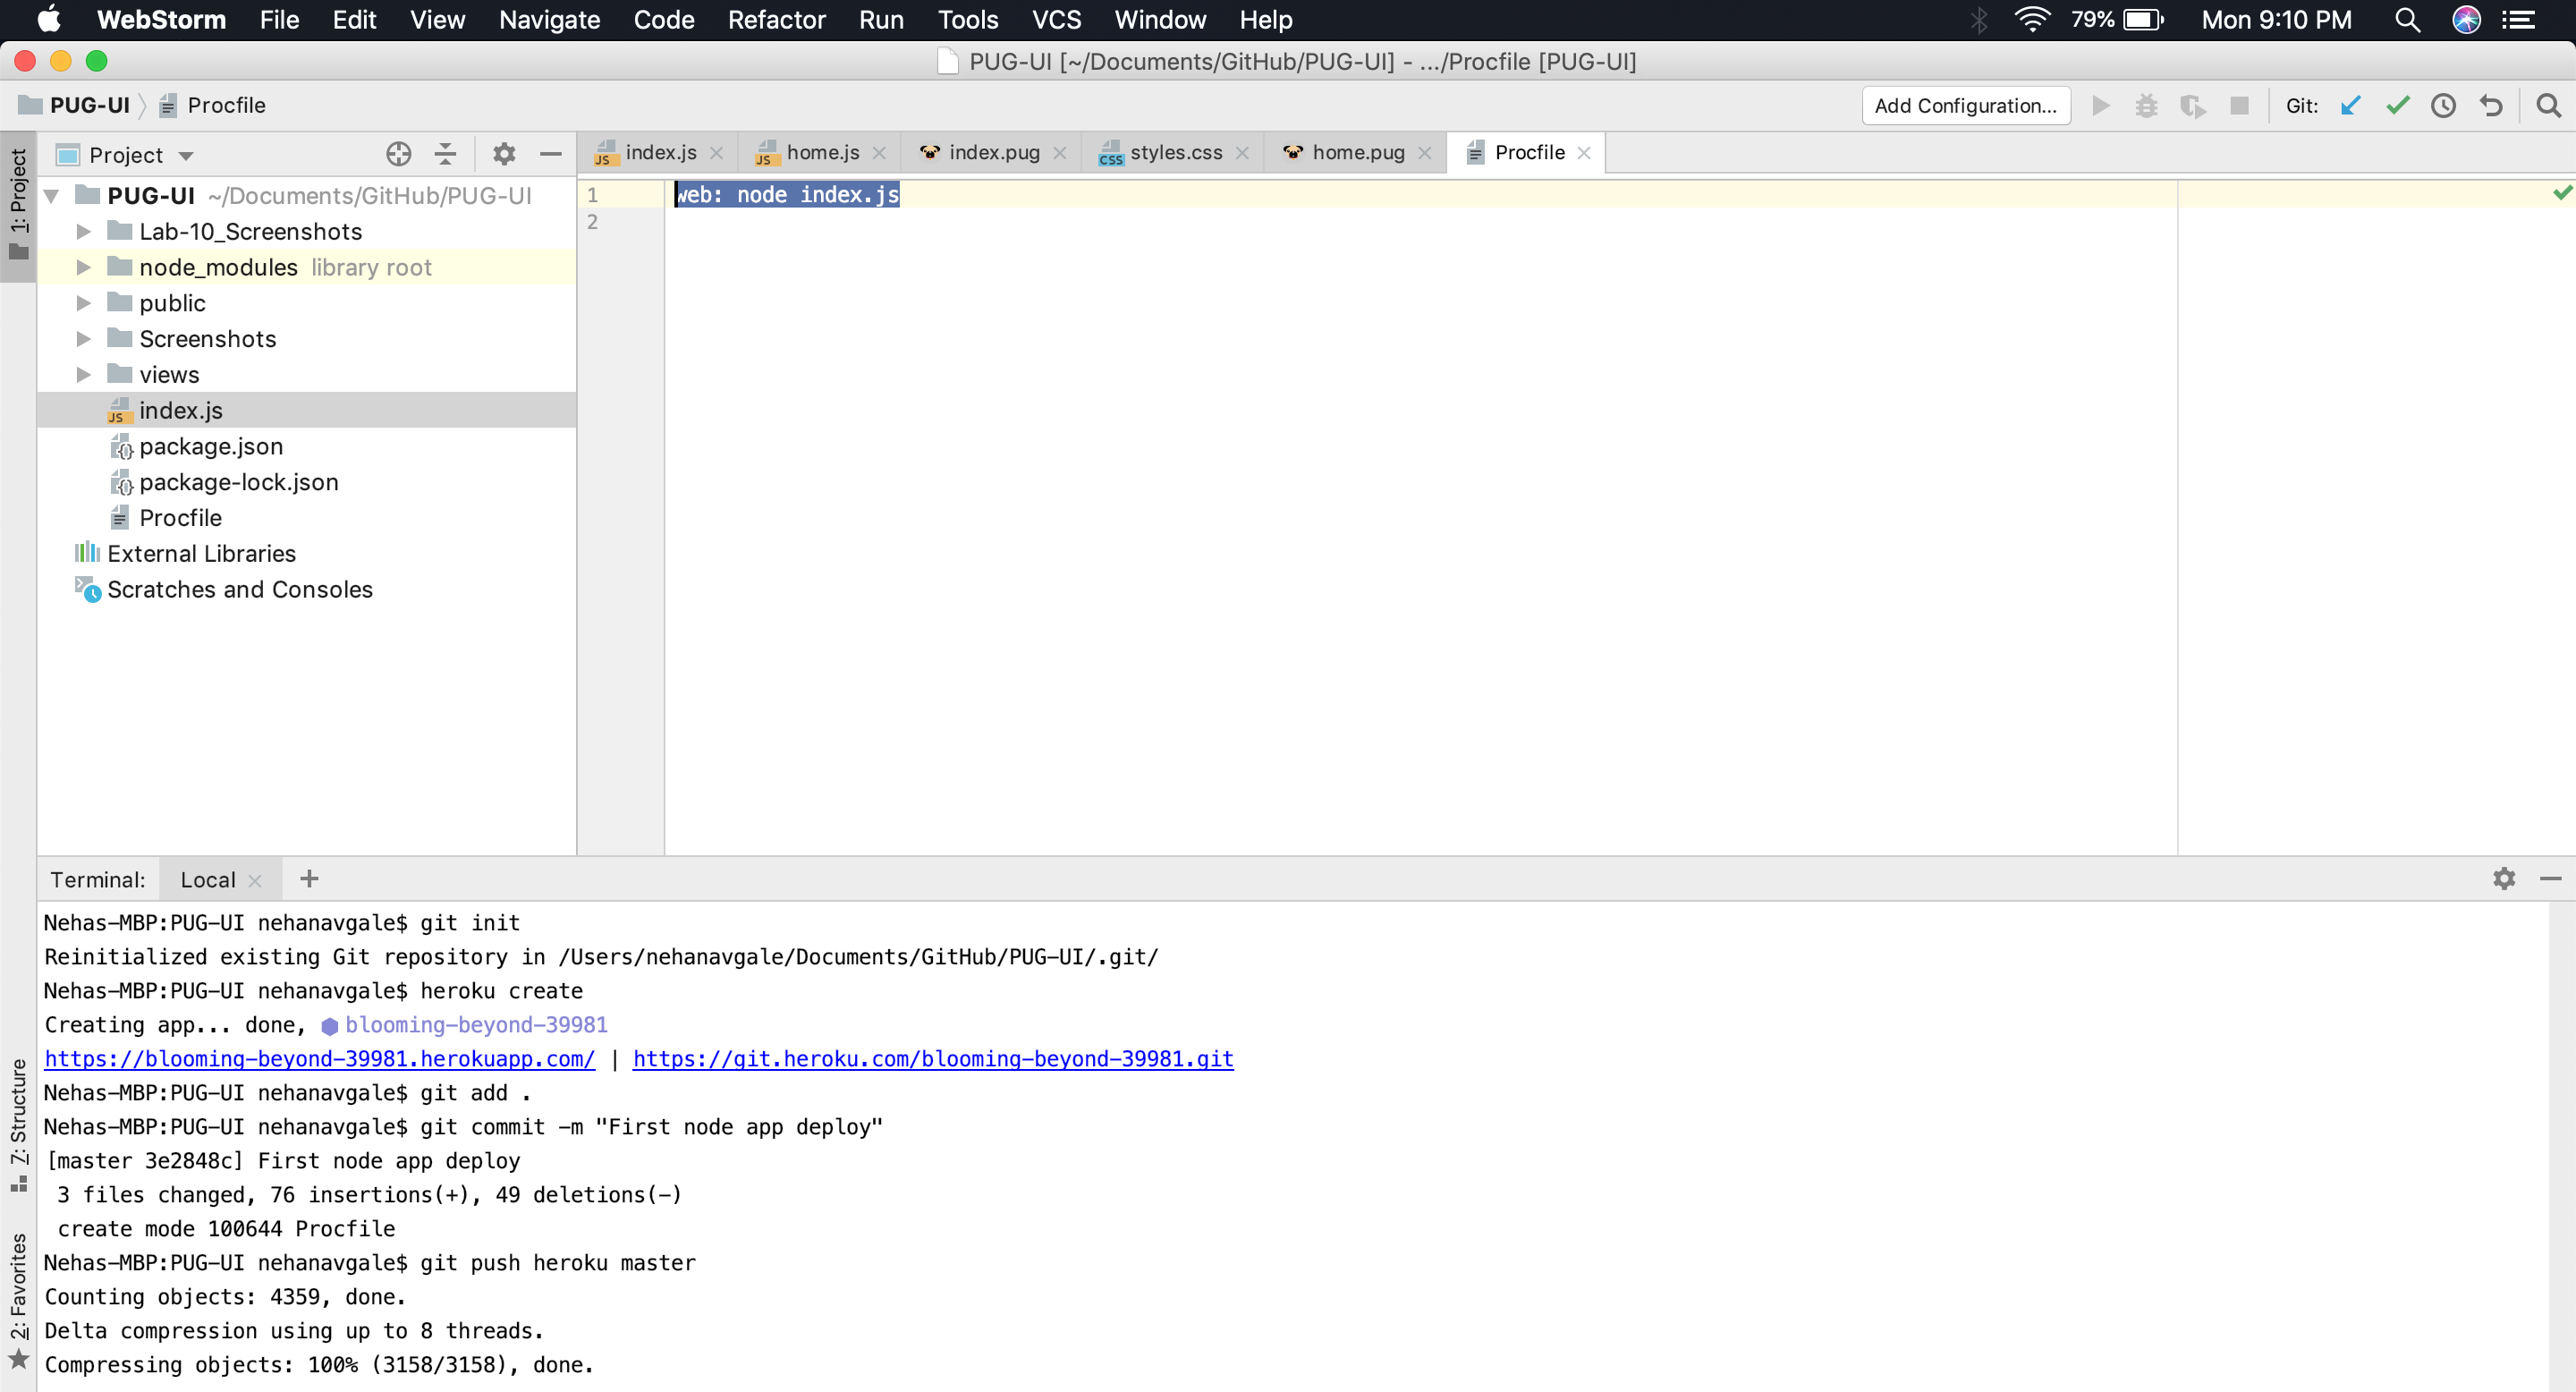 WebStorm File Edit View Navigate Code Refactor Run Tools VCS Window Help 79% Mon 9:10 PM
PUG-UI [~/Documents/GitHub/PUG-UI] - .../Procfile [PUG-UI]
PUG-UI Procfile Add Configuration... Git:
1: Project
Project
index.js home.js index.pug styles.css home.pug Procfile
PUG-UI ~/Documents/GitHub/PUG-UI
Lab-10_Screenshots
node_modules library root
public
Screenshots
views
index.js
package.json
package-lock.json
Procfile
External Libraries
Scratches and Consoles
1 web: node index.js
2
Terminal: Local +
7: Structure
2: Favorites
Nehas-MBP:PUG-UI nehanavgale$ git init
Reinitialized existing Git repository in /Users/nehanavgale/Documents/GitHub/PUG-UI/.git/
Nehas-MBP:PUG-UI nehanavgale$ heroku create
Creating app... done, ⬢ blooming-beyond-39981
https://blooming-beyond-39981.herokuapp.com/ | https://git.heroku.com/blooming-beyond-39981.git
Nehas-MBP:PUG-UI nehanavgale$ git add .
Nehas-MBP:PUG-UI nehanavgale$ git commit -m "First node app deploy"
[master 3e2848c] First node app deploy
3 files changed, 76 insertions(+), 49 deletions(-)
create mode 100644 Procfile
Nehas-MBP:PUG-UI nehanavgale$ git push heroku master
Counting objects: 4359, done.
Delta compression using up to 8 threads.
Compressing objects: 100% (3158/3158), done.